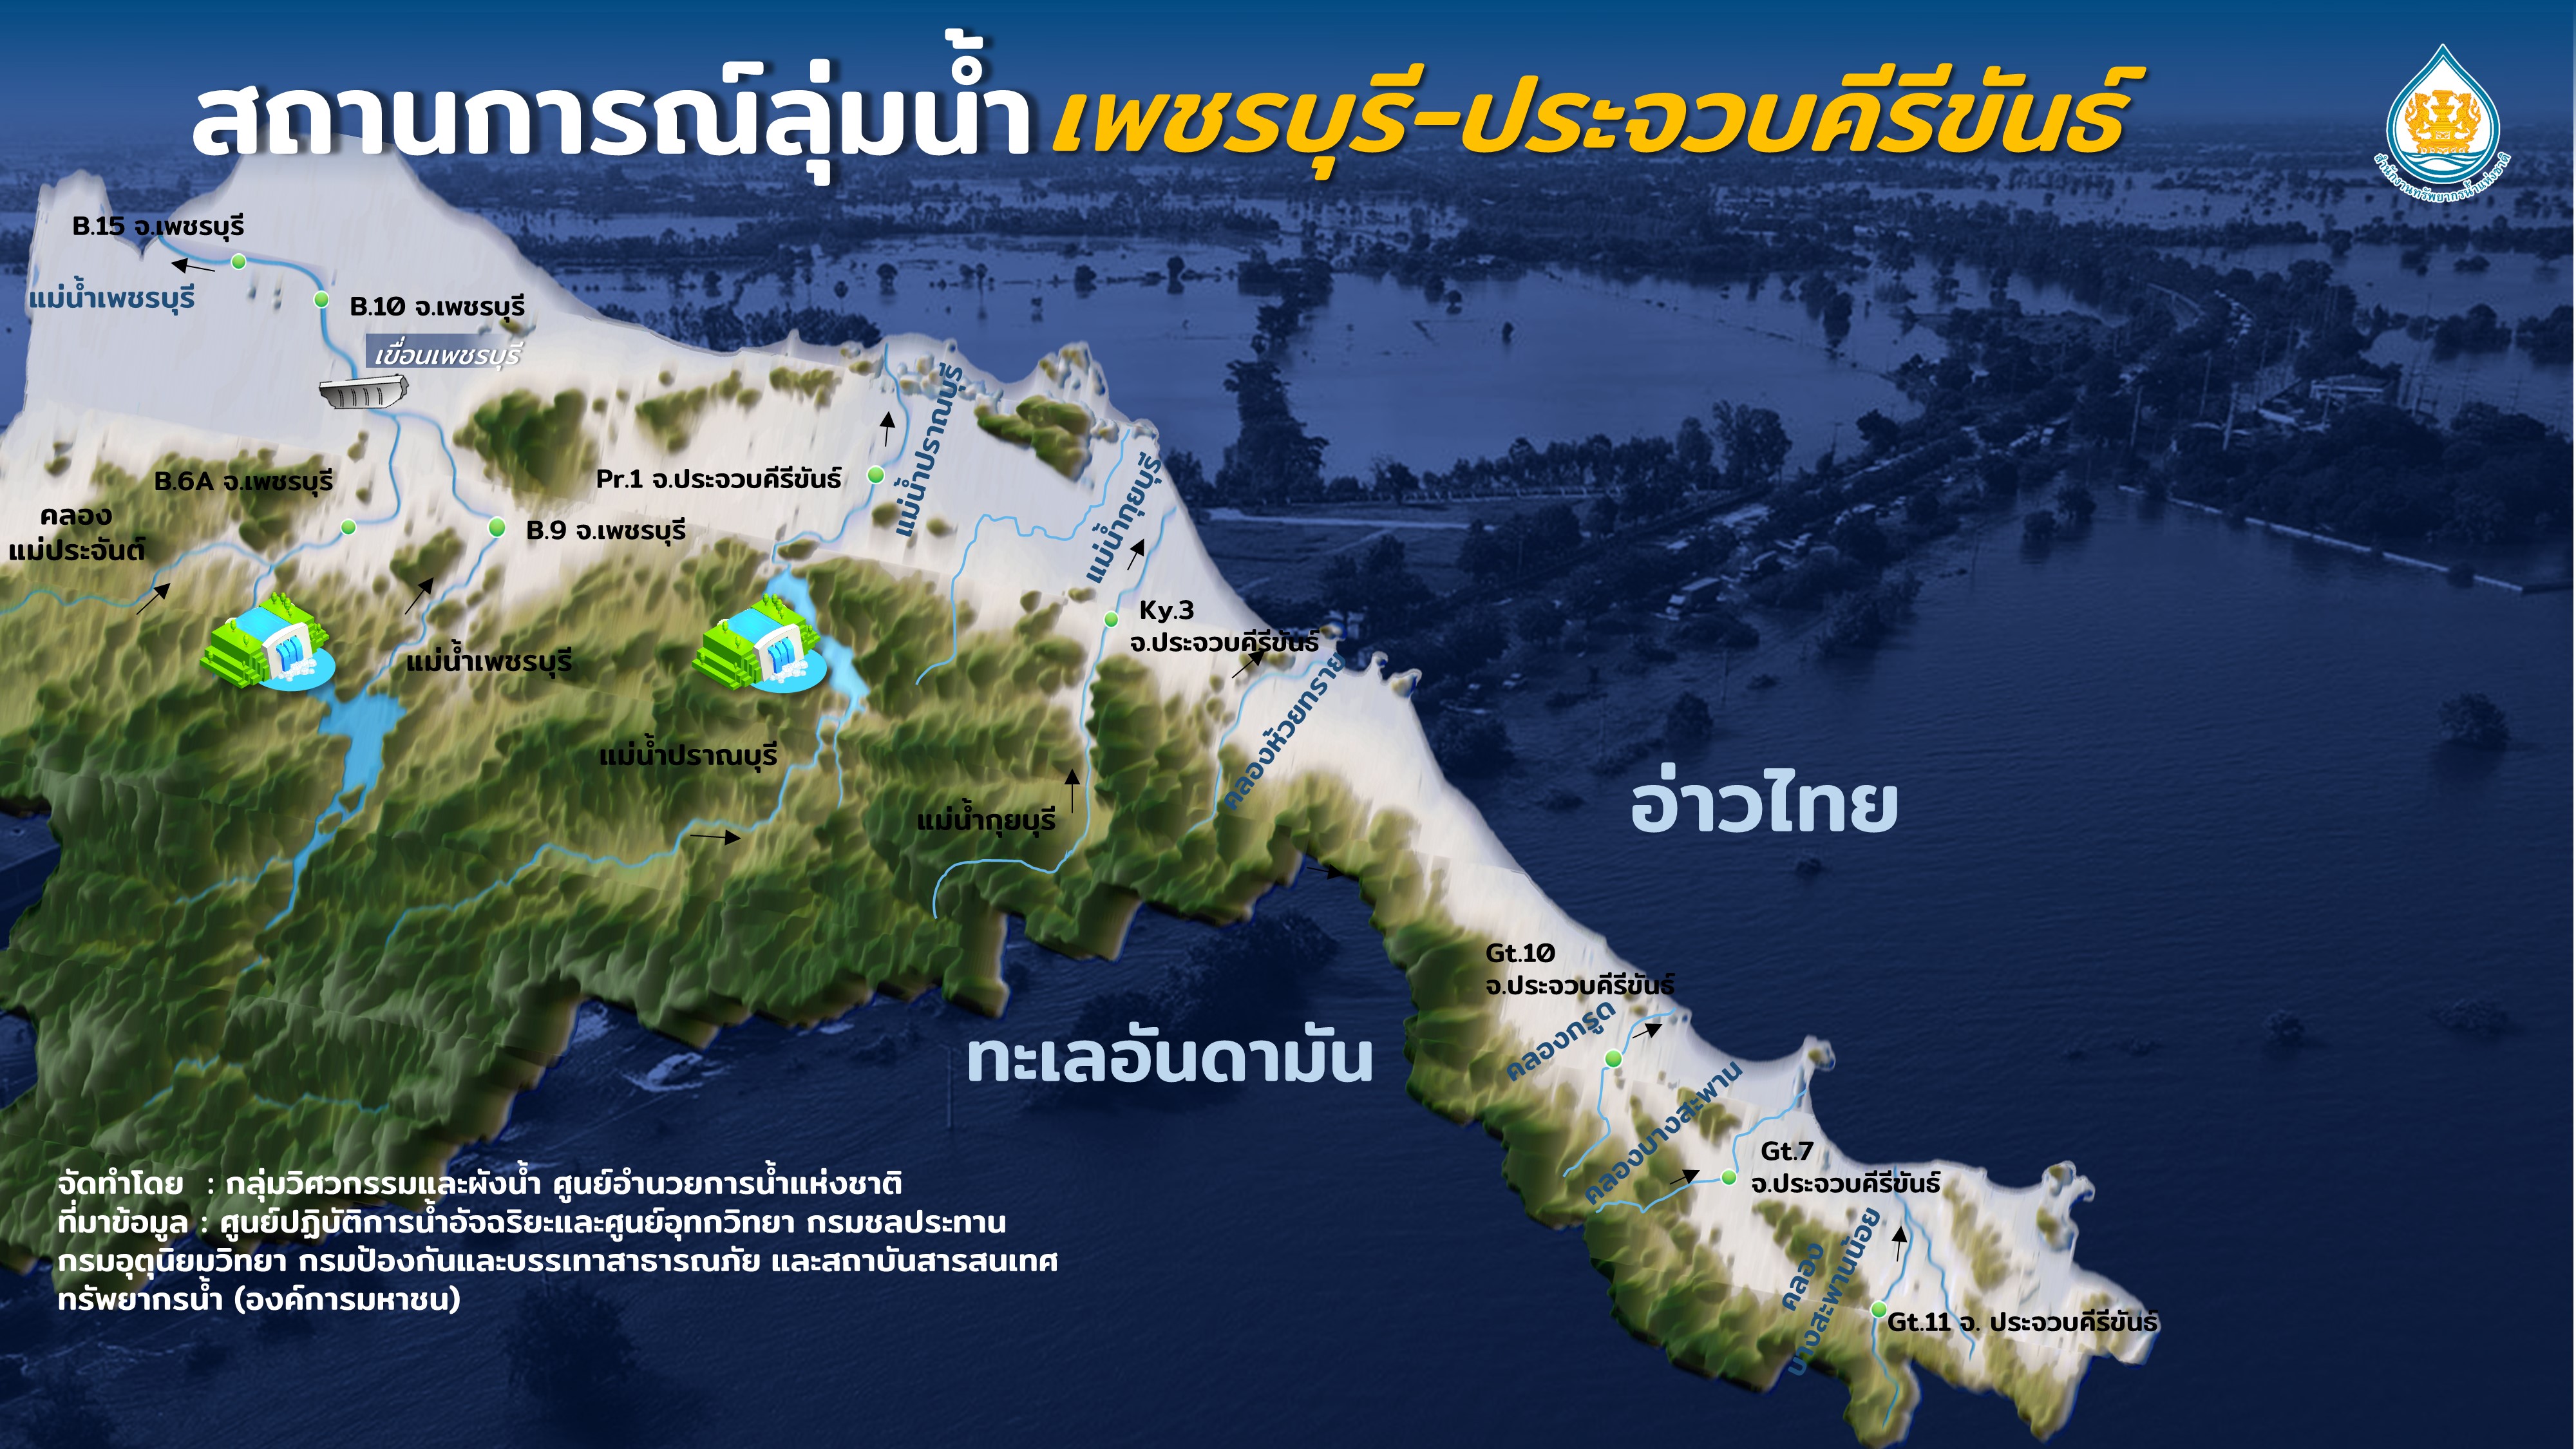 สถานการณ์ลุ่มน้ำ เพชรบุรี-ประจวบคีรีขันธ์
สำนักงานทรัพยากรน้ำแห่งชาติ
B.15 จ.เพชรบุรี
แม่น้ำเพชรบุรี
B.10 จ.เพชรบุรี
เขื่อนเพชรบุรี
B.6A จ.เพชรบุรี
คลอง
แม่ประจันต์
B.9 จ.เพชรบุรี
แม่น้ำเพชรบุรี
Pr.1 จ.ประจวบคีรีขันธ์
แม่น้ำปราณบุรี
แม่น้ำปราณบุรี
แม่น้ำกุยบุรี
Ky.3
จ.ประจวบคีรีขันธ์
แม่น้ำกุยบุรี
คลองห้วยทราย
อ่าวไทย
ทะเลอันดามัน
Gt.10
จ.ประจวบคีรีขันธ์
คลองกรูด
คลองบางสะพาน
Gt.7
จ.ประจวบคีรีขันธ์
คลอง
บางสะพานน้อย
Gt.11 จ. ประจวบคีรีขันธ์
จัดทำโดย : กลุ่มวิศวกรรมและผังน้ำ ศูนย์อำนวยการน้ำแห่งชาติ
ที่มาข้อมูล : ศูนย์ปฏิบัติการน้ำอัจฉริยะและศูนย์อุทกวิทยา กรมชลประทาน
กรมอุตุนิยมวิทยา กรมป้องกันและบรรเทาสาธารณภัย และสถาบันสารสนเทศ
ทรัพยากรน้ำ (องค์การมหาชน)